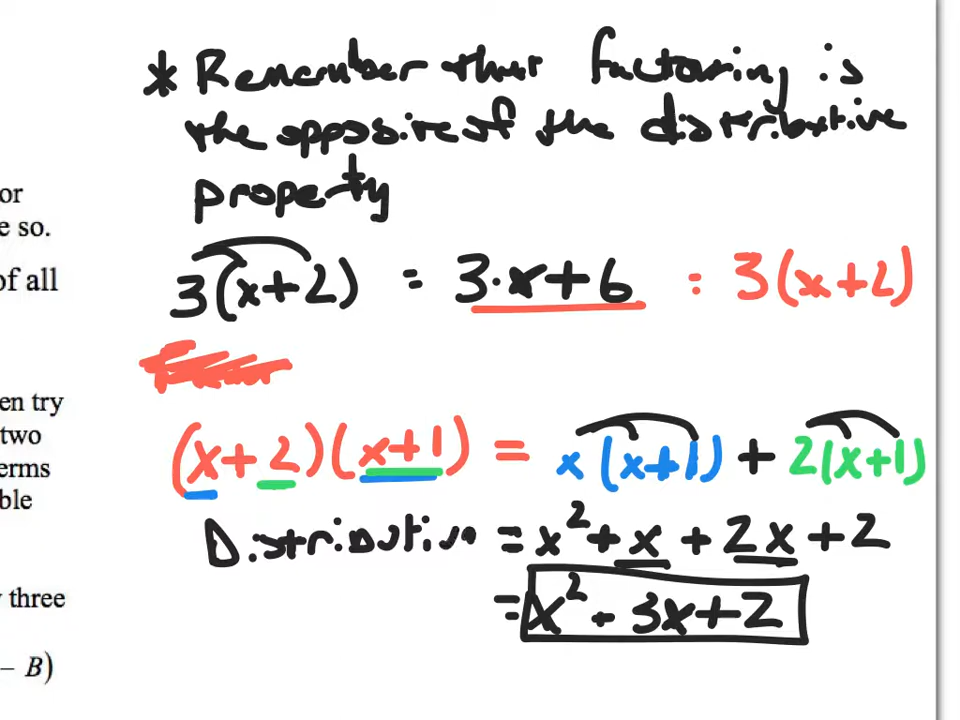 * Remember that factoring is
the opposite of the distributive
property
or
e so.
of all
3(x+2) = 3·x+6 = 3(x+2)
en try
two
erms
ble
(x+2)(x+1) = x(x+1) + 2(x+1)
Distributive = x² + x + 2x + 2
= x² + 3x+2
y three
– B)